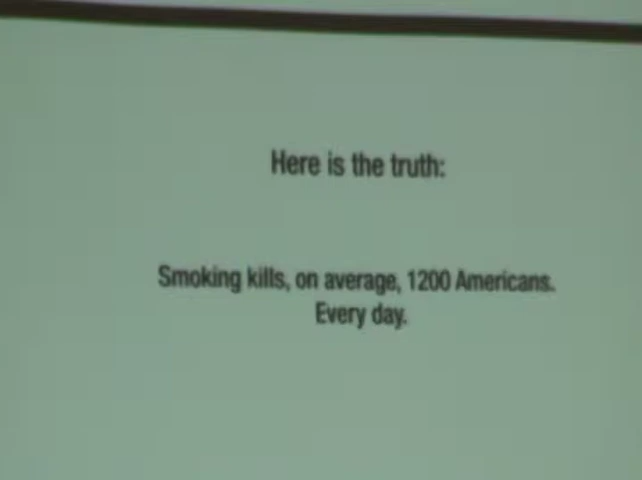 Here is the truth:
Smoking kills, on average, 1200 Americans.
Every day.